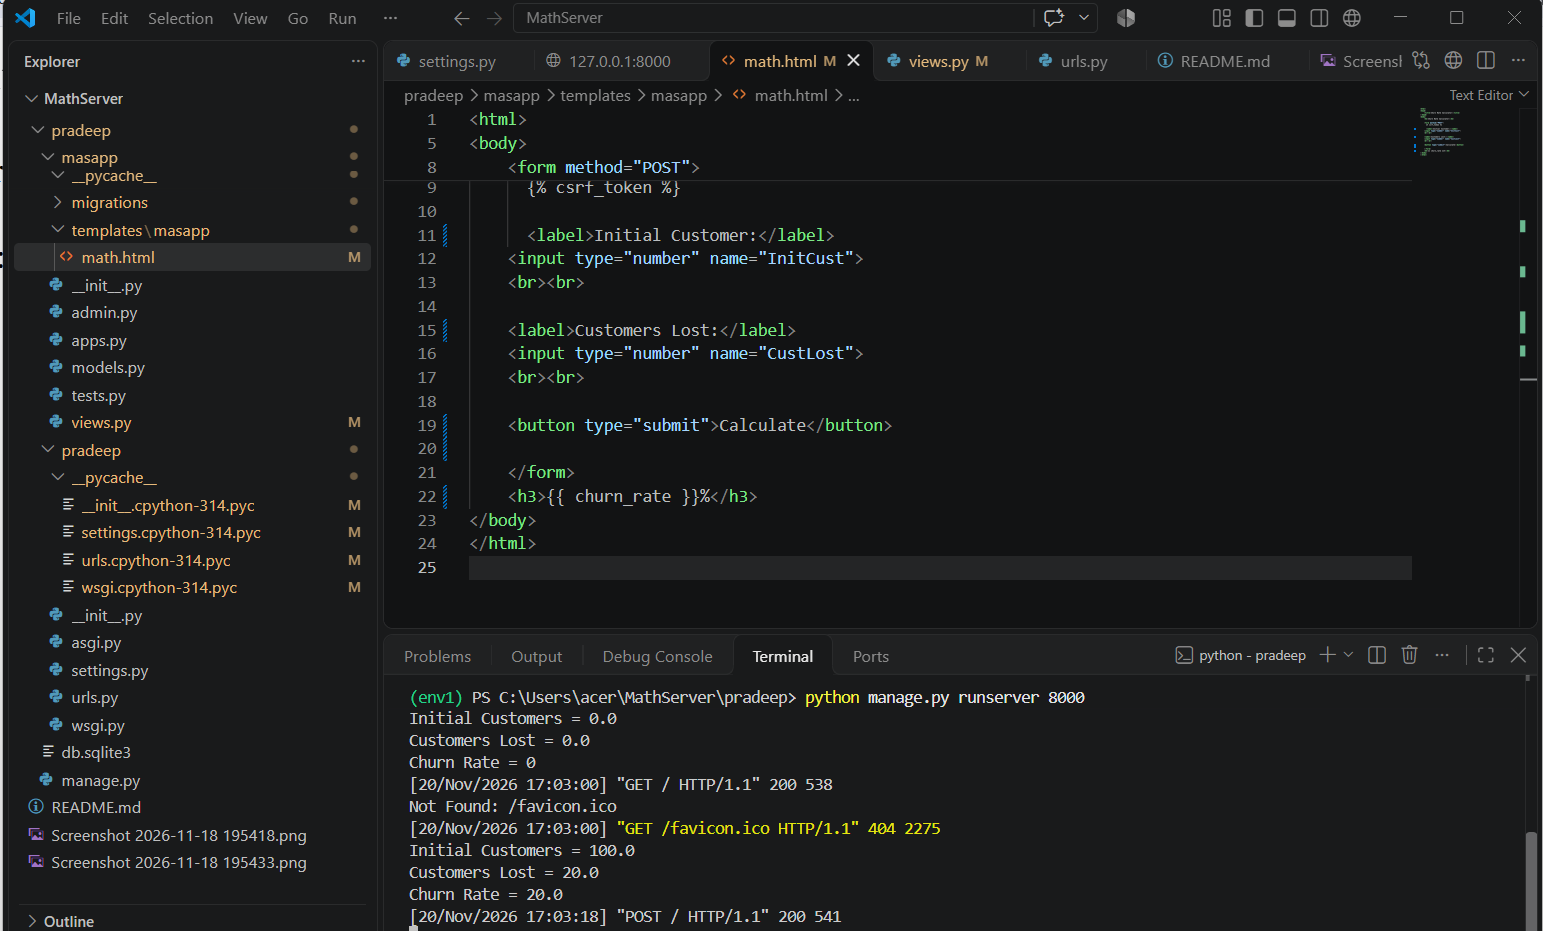 File Edit Selection View Go Run ··· MathServer
Explorer ···
MathServer
pradeep
masapp
__pycache__
migrations
templates\masapp
math.html M
__init__.py
admin.py
apps.py
models.py
tests.py
views.py M
pradeep
__pycache__
__init__.cpython-314.pyc M
settings.cpython-314.pyc M
urls.cpython-314.pyc M
wsgi.cpython-314.pyc M
__init__.py
asgi.py
settings.py
urls.py
wsgi.py
db.sqlite3
manage.py
README.md
Screenshot 2026-11-18 195418.png
Screenshot 2026-11-18 195433.png
Outline
settings.py 127.0.0.1:8000 math.html M views.py M urls.py README.md Screensh ···
pradeep > masapp > templates > masapp > math.html > ... Text Editor
1 <html>
5 <body>
8 <form method="POST">
9 {% csrf_token %}
10
11 <label>Initial Customer:</label>
12 <input type="number" name="InitCust">
13 <br><br>
14
15 <label>Customers Lost:</label>
16 <input type="number" name="CustLost">
17 <br><br>
18
19 <button type="submit">Calculate</button>
20
21 </form>
22 <h3>{{ churn_rate }}%</h3>
23 </body>
24 </html>
25
Problems Output Debug Console Terminal Ports python - pradeep ···
(env1) PS C:\Users\acer\MathServer\pradeep> python manage.py runserver 8000
Initial Customers = 0.0
Customers Lost = 0.0
Churn Rate = 0
[20/Nov/2026 17:03:00] "GET / HTTP/1.1" 200 538
Not Found: /favicon.ico
[20/Nov/2026 17:03:00] "GET /favicon.ico HTTP/1.1" 404 2275
Initial Customers = 100.0
Customers Lost = 20.0
Churn Rate = 20.0
[20/Nov/2026 17:03:18] "POST / HTTP/1.1" 200 541